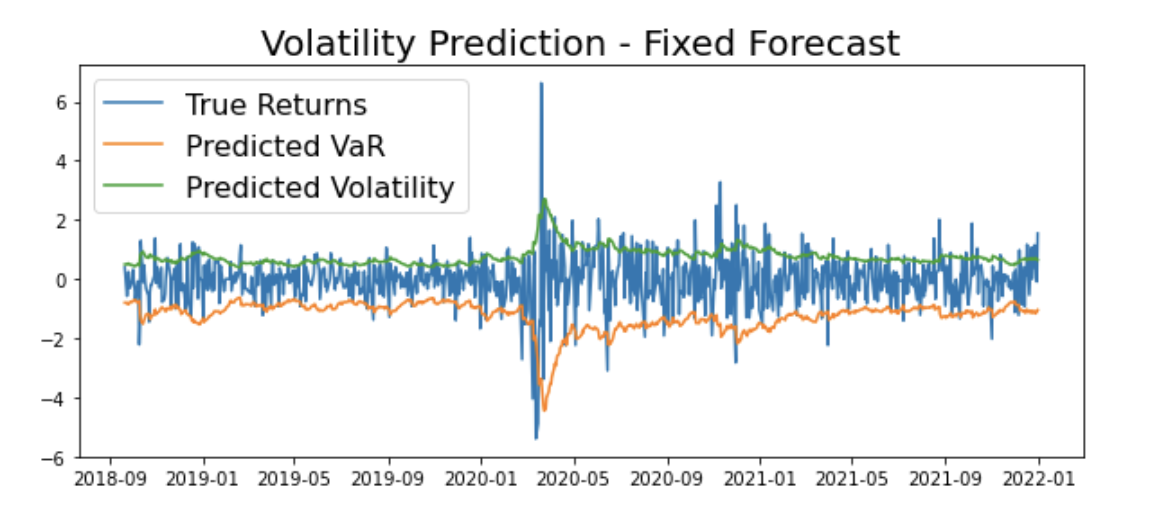 Volatility Prediction - Fixed Forecast
True Returns
Predicted VaR
Predicted Volatility
6
4
2
0
−2
−4
−6
2018-09 2019-01 2019-05 2019-09 2020-01 2020-05 2020-09 2021-01 2021-05 2021-09 2022-01